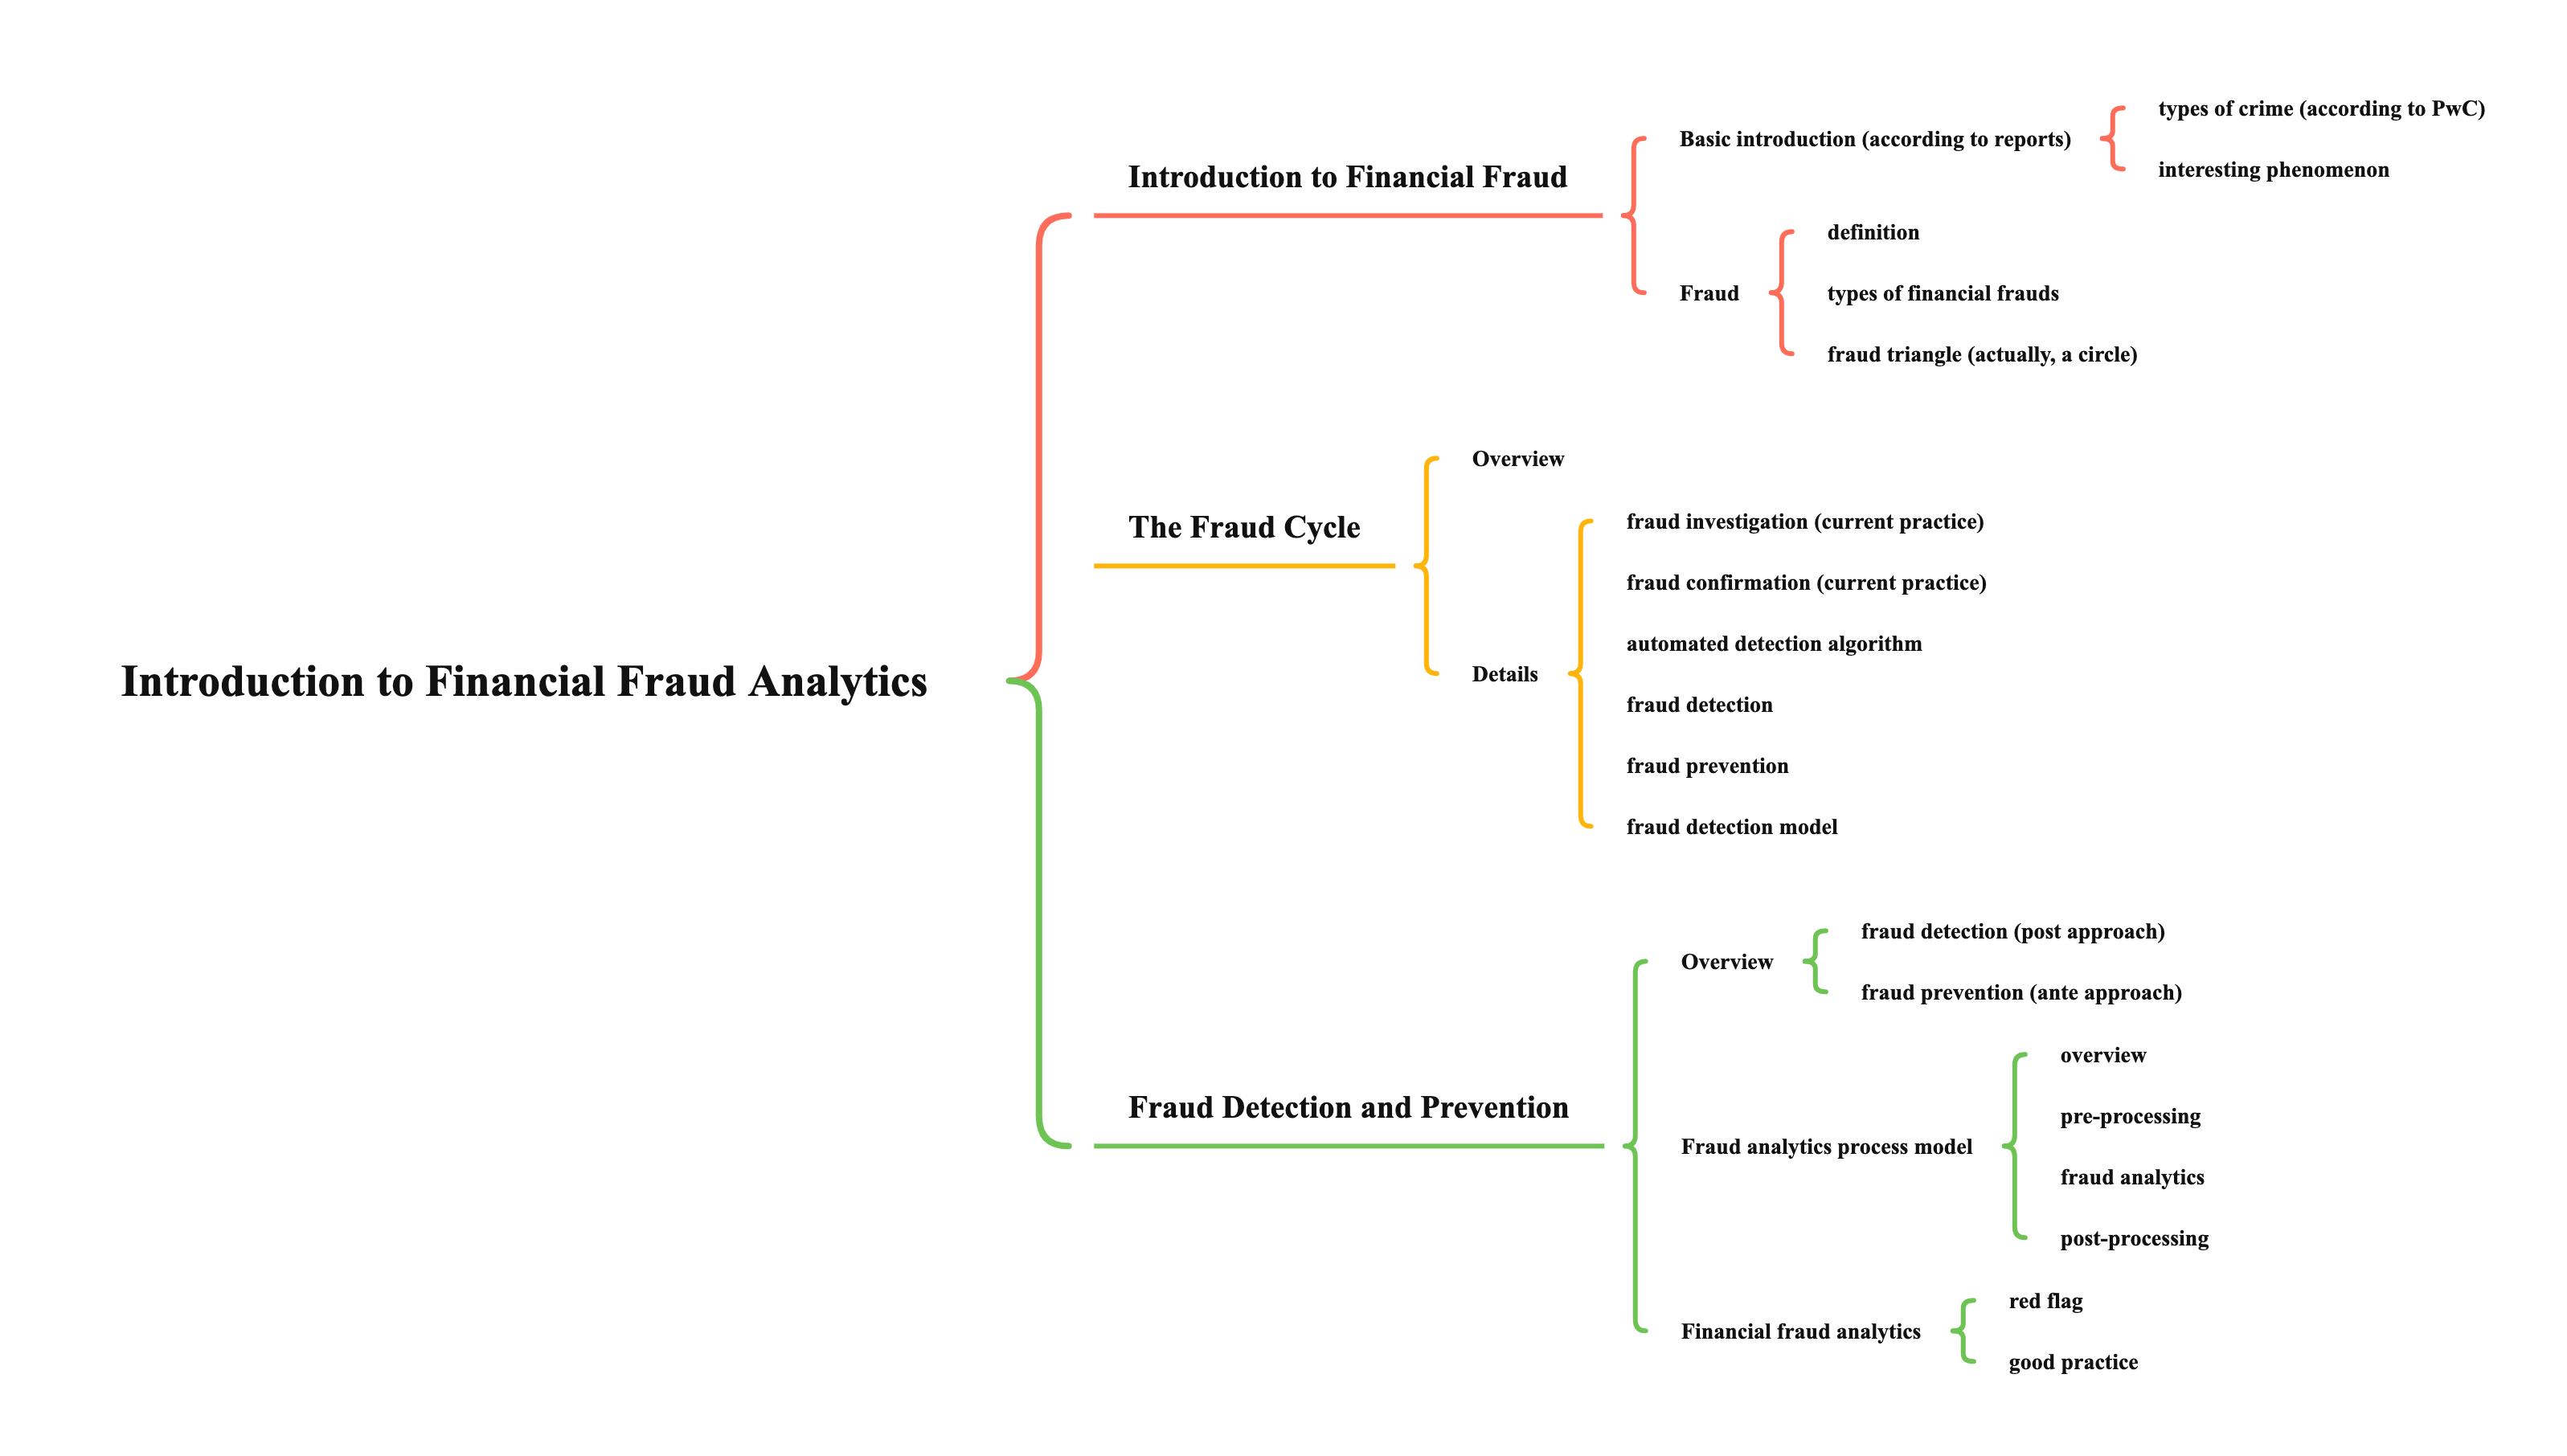 Introduction to Financial Fraud Analytics
Introduction to Financial Fraud
Basic introduction (according to reports)
types of crime (according to PwC)
interesting phenomenon
Fraud
definition
types of financial frauds
fraud triangle (actually, a circle)
The Fraud Cycle
Overview
Details
fraud investigation (current practice)
fraud confirmation (current practice)
automated detection algorithm
fraud detection
fraud prevention
fraud detection model
Fraud Detection and Prevention
Overview
fraud detection (post approach)
fraud prevention (ante approach)
Fraud analytics process model
overview
pre-processing
fraud analytics
post-processing
Financial fraud analytics
red flag
good practice